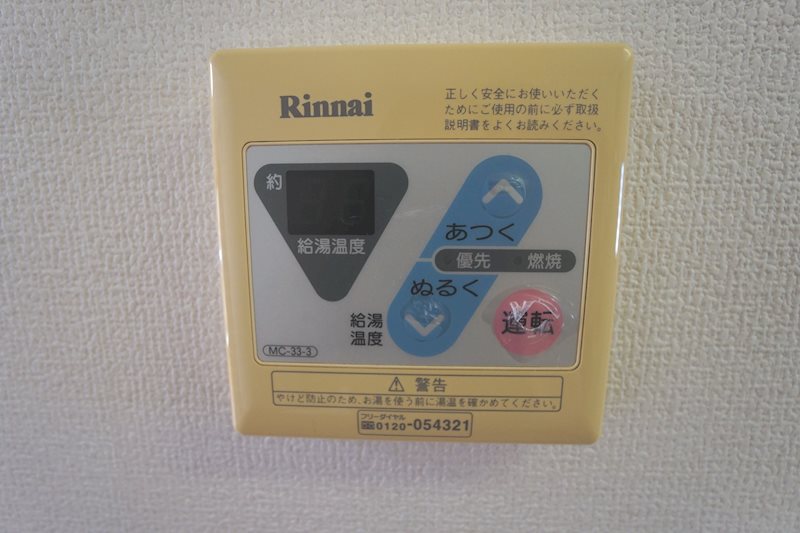 Rinnai
正しく安全にお使いいただく
ためにご使用の前に必ず取扱
説明書をよくお読みください。
約
給湯温度
あつく
優先 燃焼
ぬるく
給湯
温度
運転
MC-33-3
⚠ 警告
やけど防止のため、お湯を使う前に湯温を確かめてください。
フリーダイヤル
0120-054321